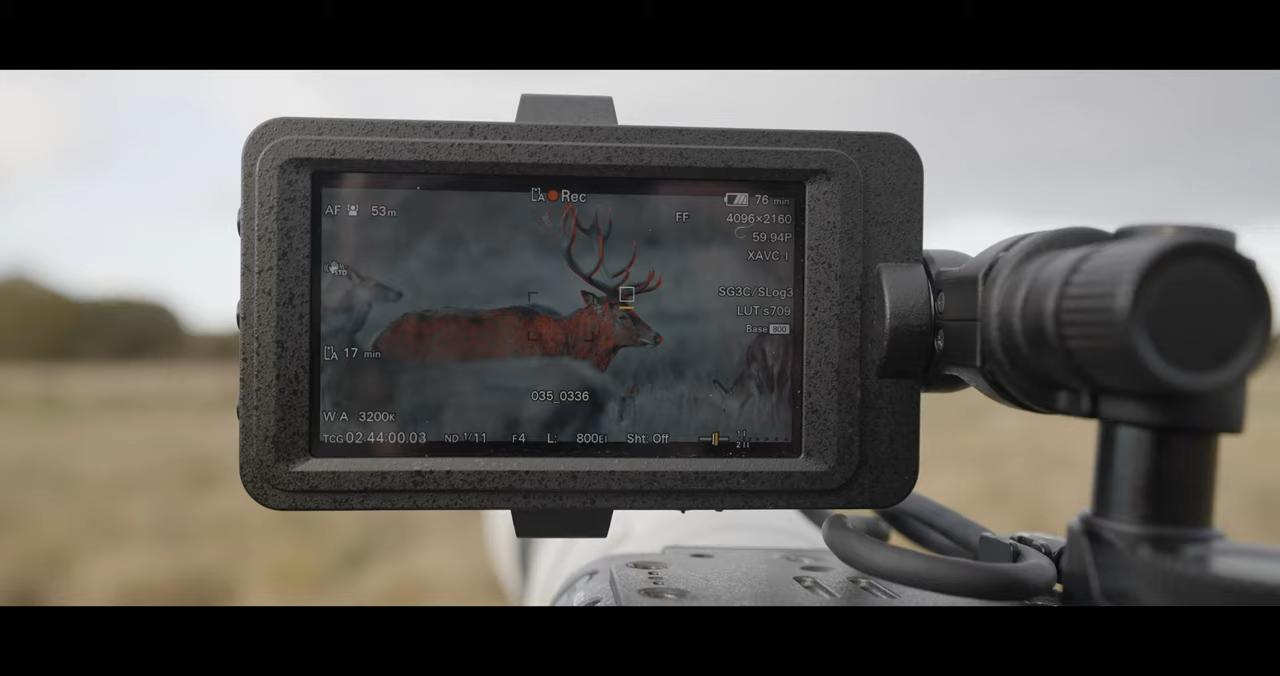 A Rec
76 min
AF 53m
FF 4096×2160
59.94P
XAVC-I
STD
SG3C/SLog3
LUT s709
Base 800
A 17 min
035_0336
W:A 3200K
TCG 02:44:00.03 ND 1/11 F4 L: 800EI Sht. Off